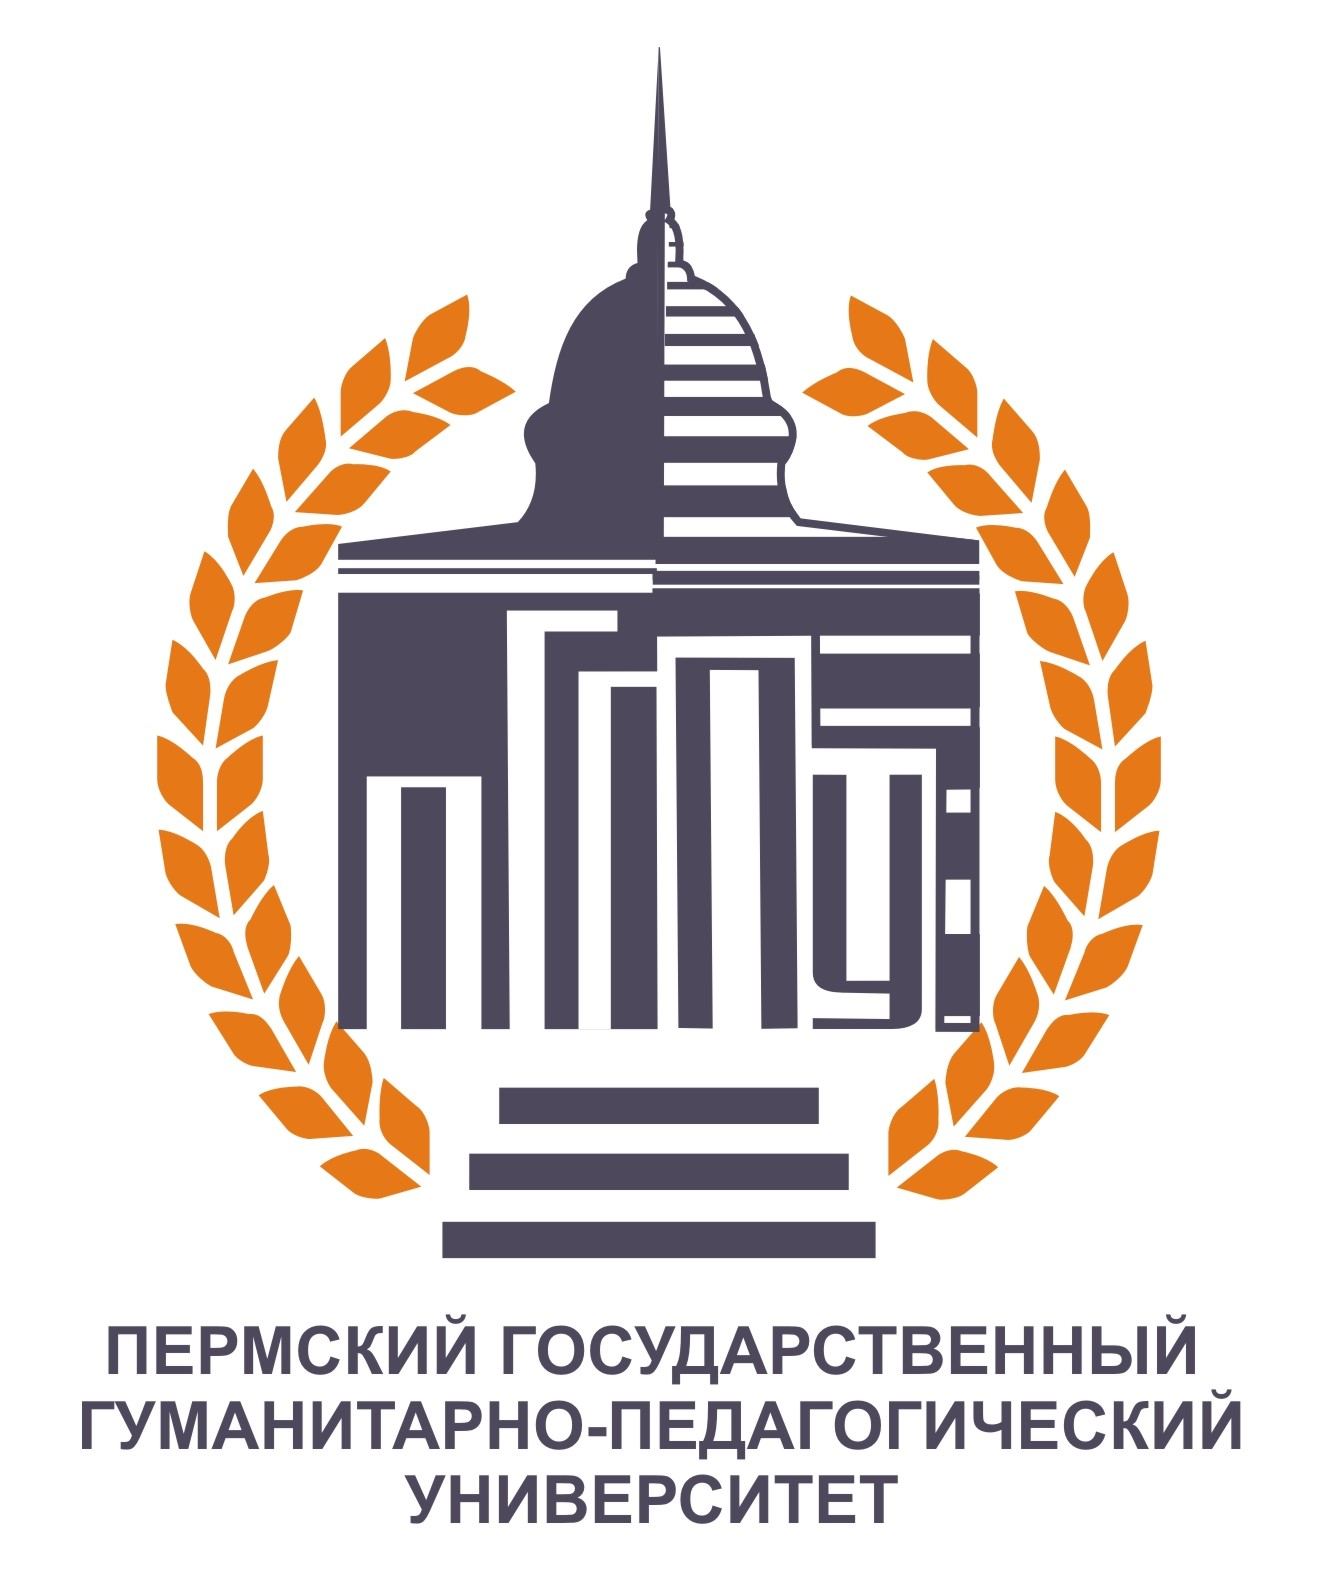 ПГГПУ
ПЕРМСКИЙ ГОСУДАРСТВЕННЫЙ
ГУМАНИТАРНО-ПЕДАГОГИЧЕСКИЙ
УНИВЕРСИТЕТ